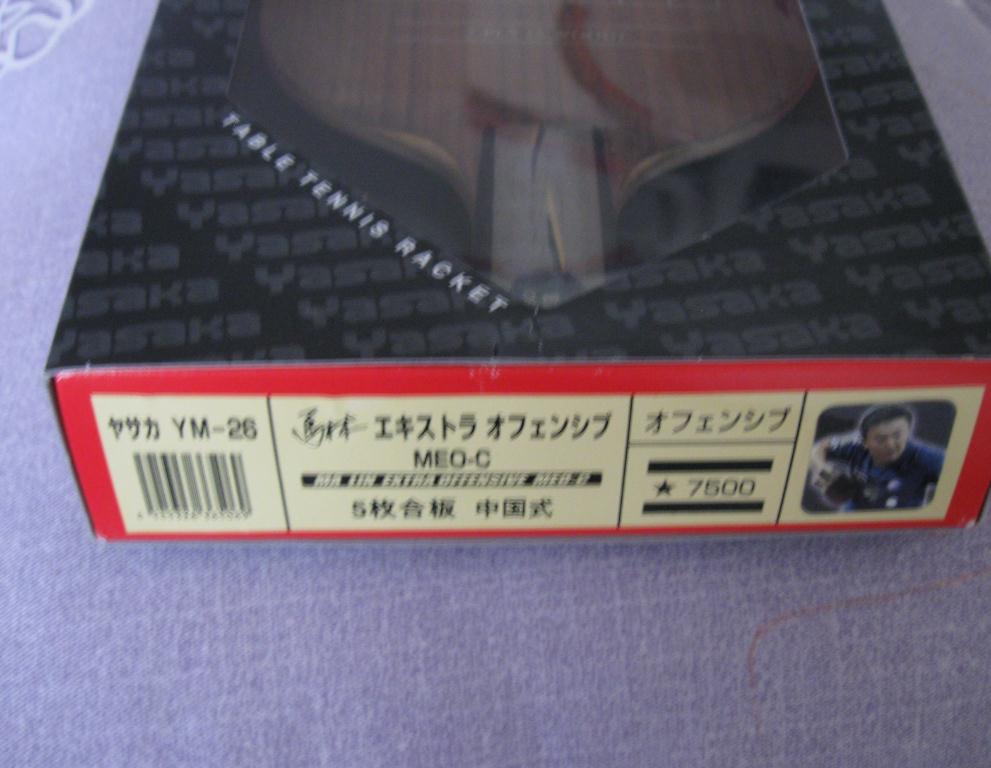 TABLE TENNIS RACKET
Yasaka
ヤサカ YM-26
馬林 エキストラ オフェンシブ
MEO-C
MA LIN EXTRA OFFENSIVE MEO-C
5枚合板 中国式
オフェンシブ
★ 7500